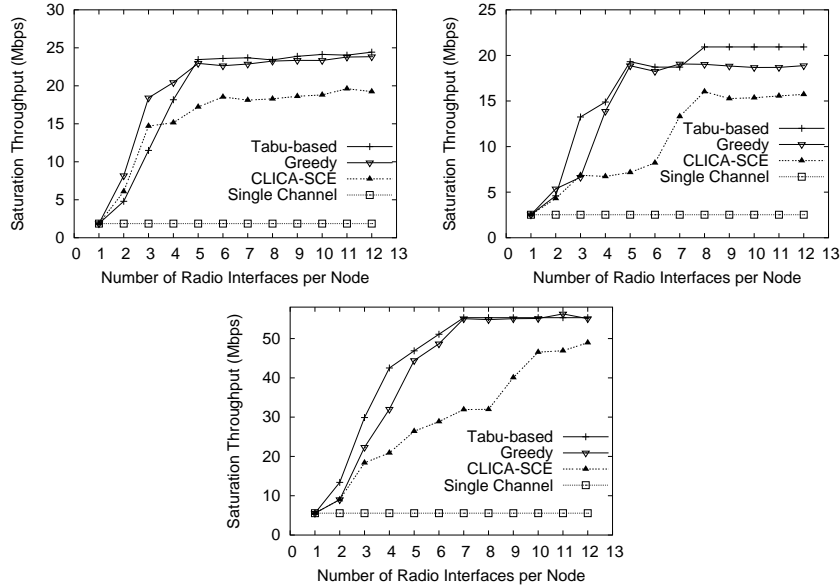 Saturation Throughput (Mbps)
25
20
15
10
5
0
30
0 1 2 3 4 5 6 7 8 9 10 11 12 13
Number of Radio Interfaces per Node
Tabu-based
Greedy
CLICA-SCE
Single Channel
Saturation Throughput (Mbps)
25
20
15
10
5
0
0 1 2 3 4 5 6 7 8 9 10 11 12 13
Number of Radio Interfaces per Node
Tabu-based
Greedy
CLICA-SCE
Single Channel
Saturation Throughput (Mbps)
50
40
30
20
10
0
0 1 2 3 4 5 6 7 8 9 10 11 12 13
Number of Radio Interfaces per Node
Tabu-based
Greedy
CLICA-SCE
Single Channel